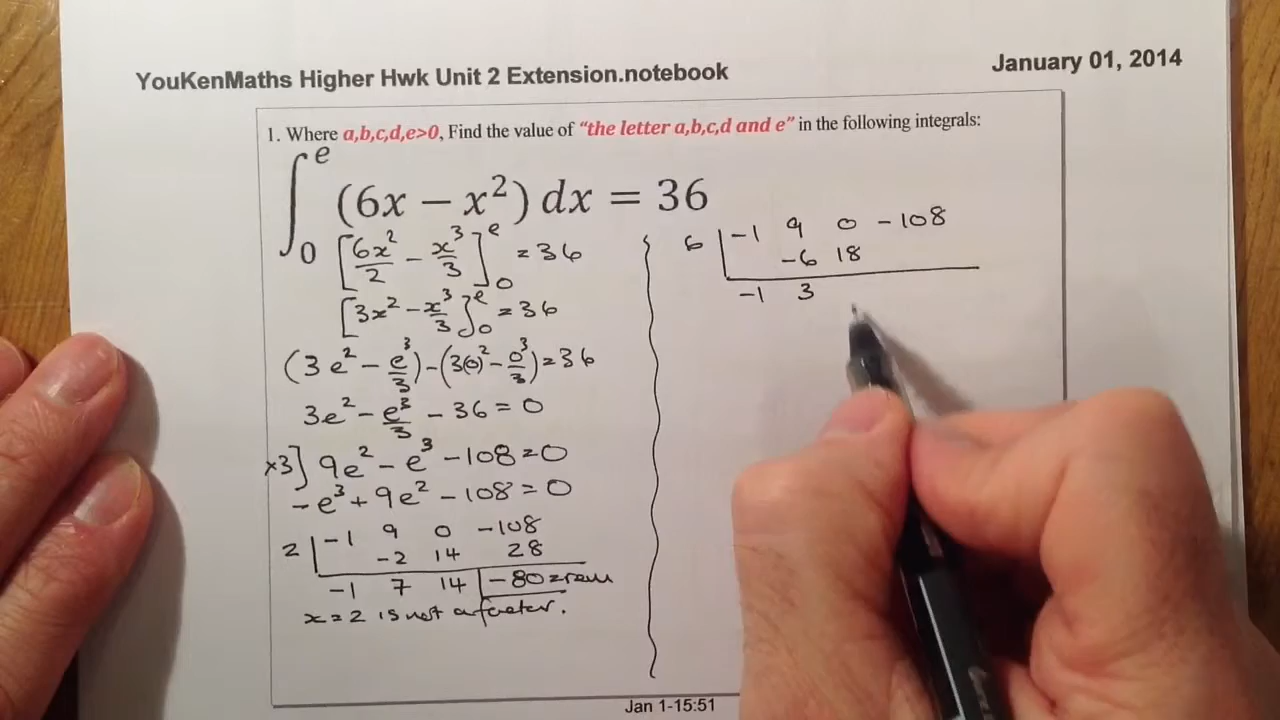 YouKenMaths Higher Hwk Unit 2 Extension.notebook
January 01, 2014
1. Where a,b,c,d,e>0, Find the value of "the letter a,b,c,d and e" in the following integrals:
∫₀ᵉ (6x − x²) dx = 36
[6x²/2 − x³/3]₀ᵉ = 36
[3x² − x³/3]₀ᵉ = 36
(3e² − e³/3) − (3(0)² − 0³/3) = 36
3e² − e³/3 − 36 = 0
×3] 9e² − e³ − 108 = 0
−e³ + 9e² − 108 = 0
2 | −1 9 0 −108
−2 14 28
−1 7 14 | −80 = rem
x = 2 is not a factor.
6 | −1 9 0 −108
−6 18
−1 3
Jan 1-15:51